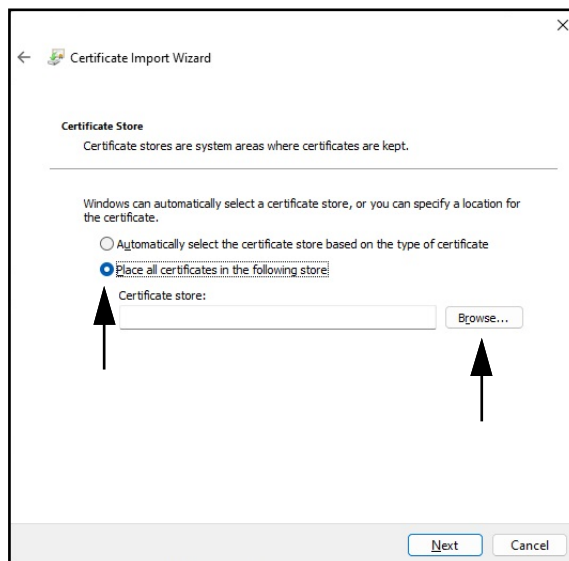 Certificate Import Wizard
Certificate Store
Certificate stores are system areas where certificates are kept.
Windows can automatically select a certificate store, or you can specify a location for
the certificate.
Automatically select the certificate store based on the type of certificate
Place all certificates in the following store
Certificate store:
Browse...
Next
Cancel